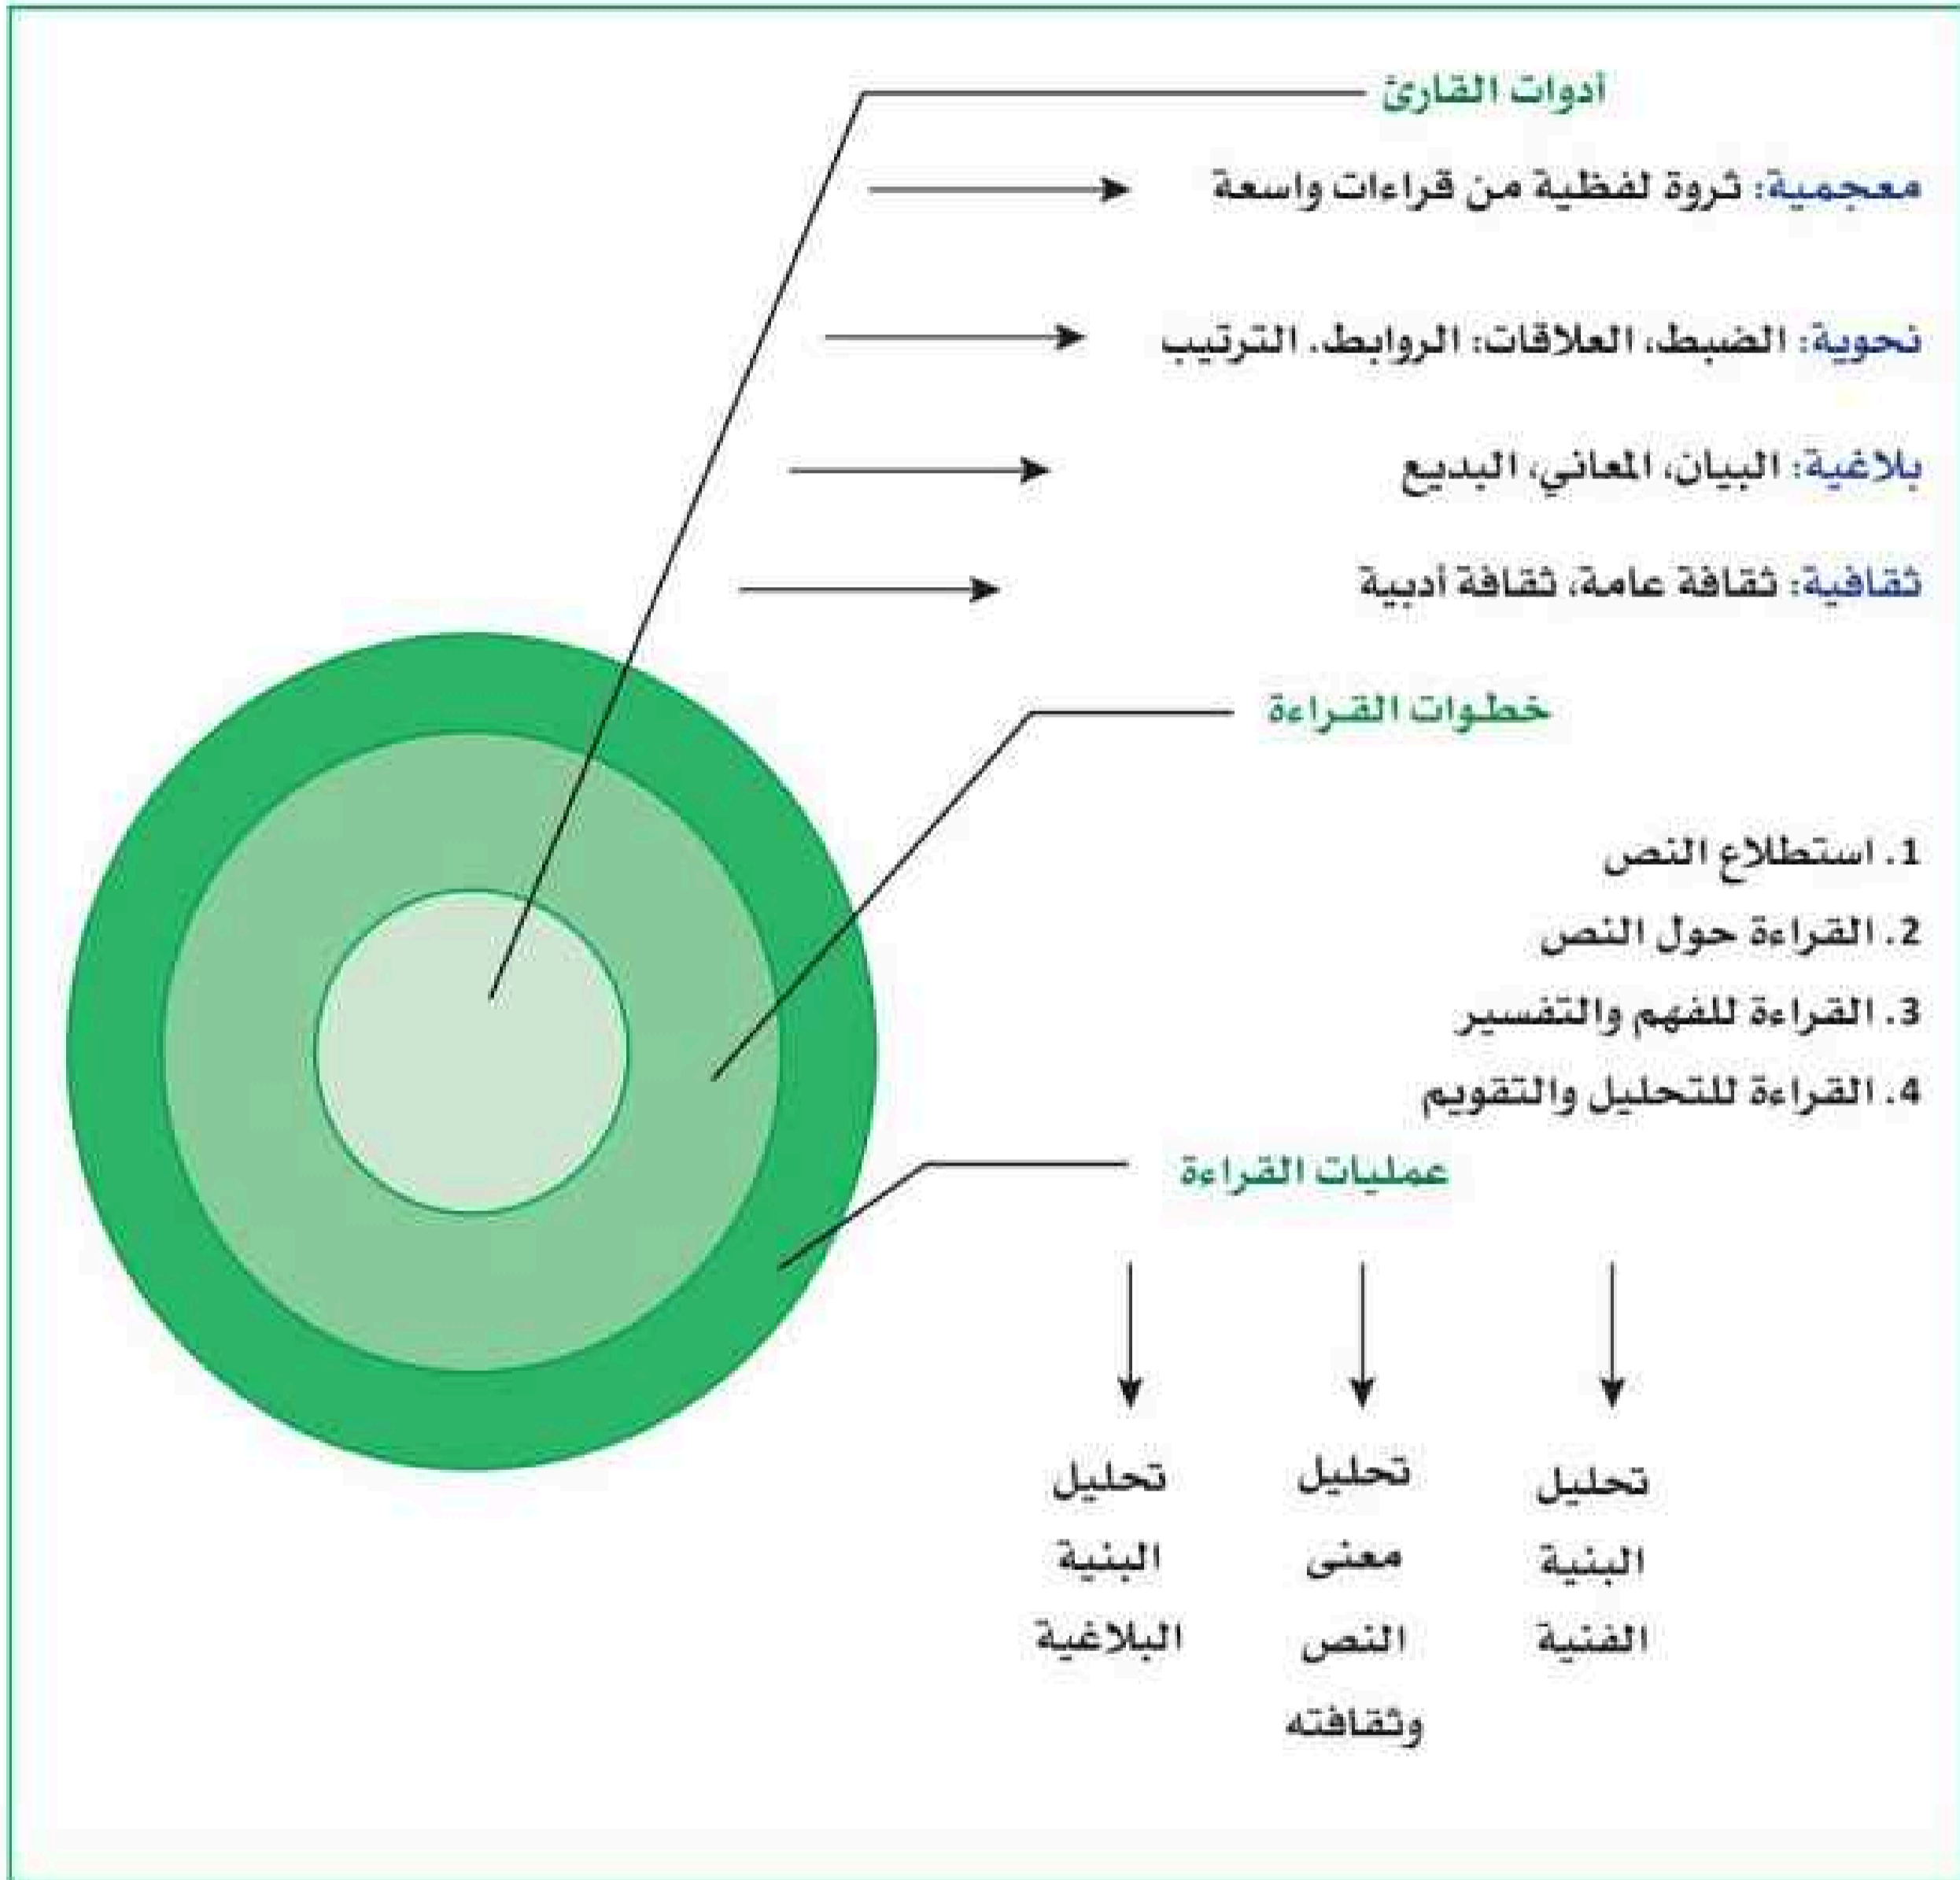 أدوات القارئ
معجمية: ثروة لفظية من قراءات واسعة
نحوية: الضبط، العلاقات: الروابط، الترتيب
بلاغية: البيان، المعاني، البديع
ثقافية: ثقافة عامة، ثقافة أدبية
خطوات القراءة
1. استطلاع النص
2. القراءة حول النص
3. القراءة للفهم والتفسير
4. القراءة للتحليل والتقويم
عمليات القراءة
تحليل
البنية
الفنية
تحليل
معنى
النص
وثقافته
تحليل
البنية
البلاغية